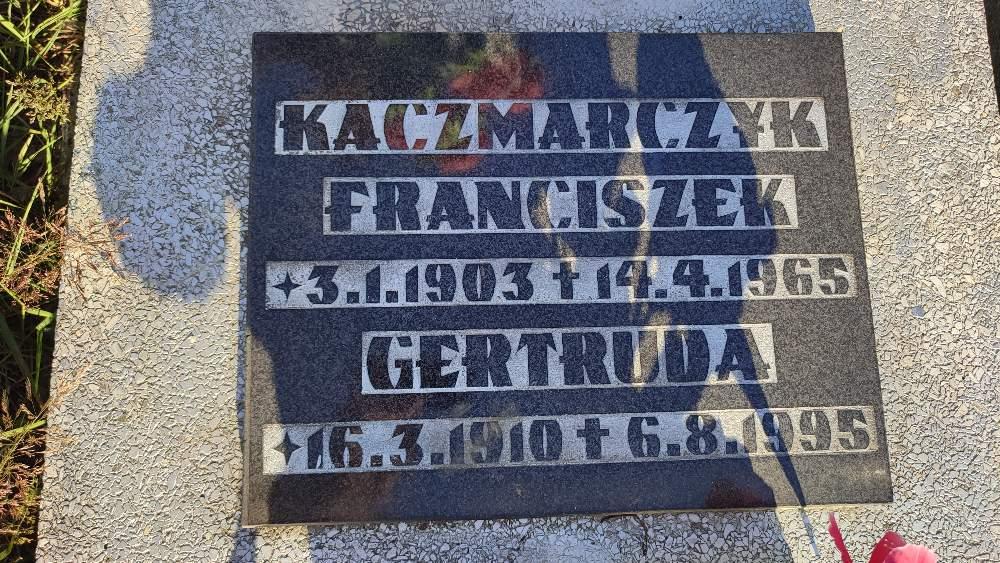 KACZMARCZYK
FRANCISZEK
✦3.1.1903 ✝ 14.4.1965
GERTRUDA
✦16.3.1910 ✝ 6.8.1995